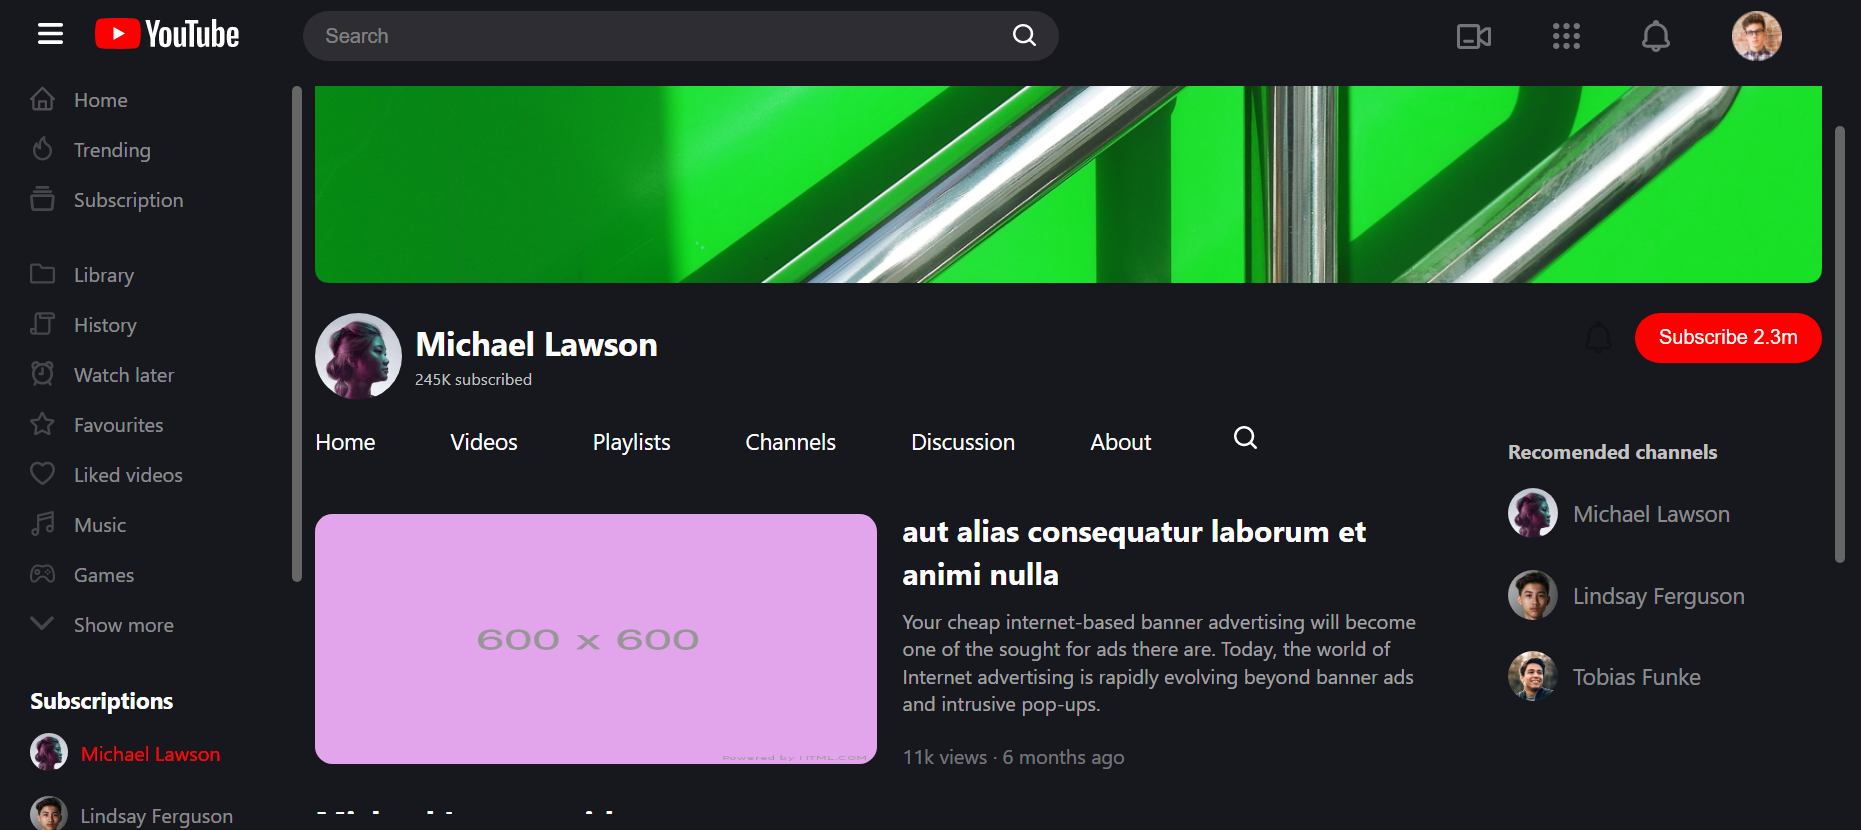 YouTube
Search
Home
Trending
Subscription
Library
History
Watch later
Favourites
Liked videos
Music
Games
Show more
Subscriptions
Michael Lawson
Lindsay Ferguson
Michael Lawson
245K subscribed
Subscribe 2.3m
Home
Videos
Playlists
Channels
Discussion
About
600 x 600
Powered by HTML.COM
aut alias consequatur laborum et
animi nulla
Your cheap internet-based banner advertising will become
one of the sought for ads there are. Today, the world of
Internet advertising is rapidly evolving beyond banner ads
and intrusive pop-ups.
11k views · 6 months ago
Recomended channels
Michael Lawson
Lindsay Ferguson
Tobias Funke